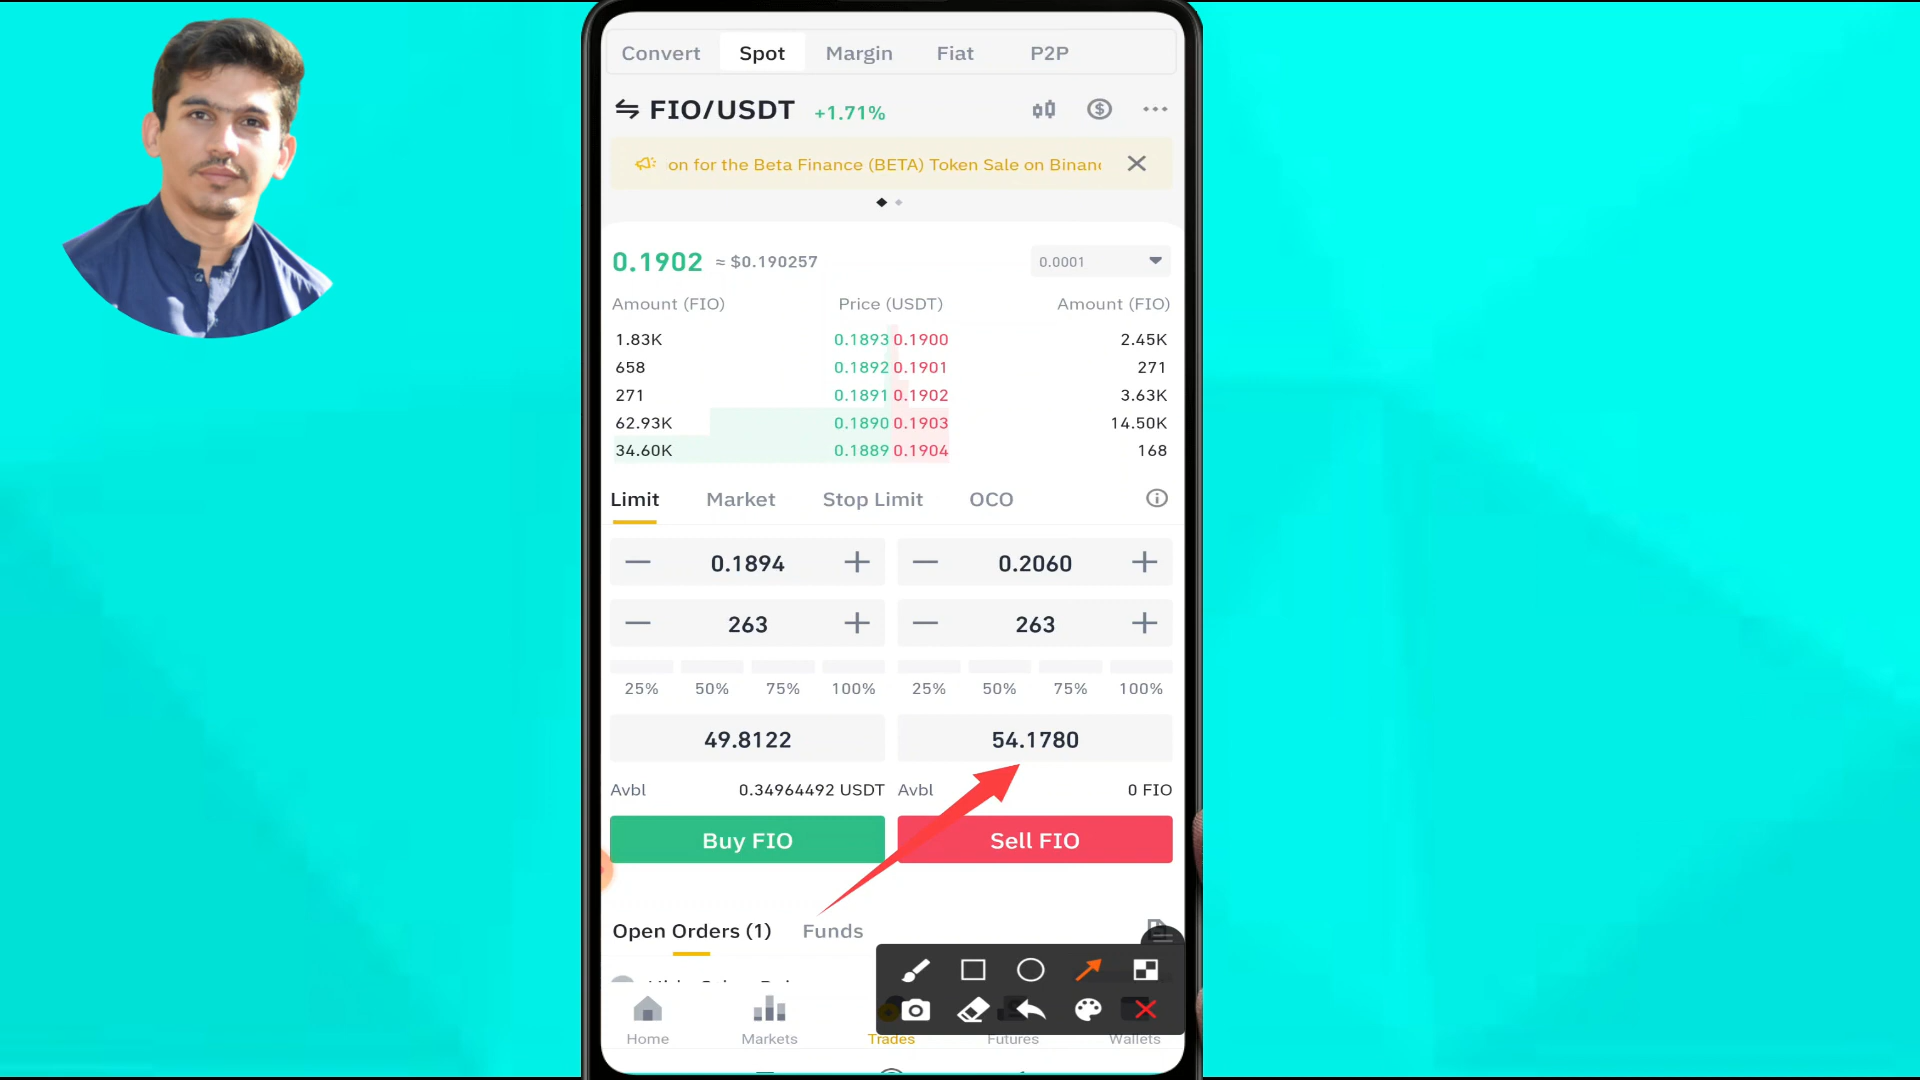 Convert Spot Margin Fiat P2P
FIO/USDT +1.71%
on for the Beta Finance (BETA) Token Sale on Binanc
0.1902 ≈ $0.190257 0.0001
Amount (FIO) Price (USDT) Amount (FIO)
1.83K 0.1893 0.1900 2.45K
658 0.1892 0.1901 271
271 0.1891 0.1902 3.63K
62.93K 0.1890 0.1903 14.50K
34.60K 0.1889 0.1904 168
Limit Market Stop Limit OCO
0.1894 0.2060
263 263
25% 50% 75% 100% 25% 50% 75% 100%
49.8122 54.1780
Avbl 0.34964492 USDT Avbl 0 FIO
Buy FIO Sell FIO
Open Orders (1) Funds
Home Markets Trades Futures Wallets